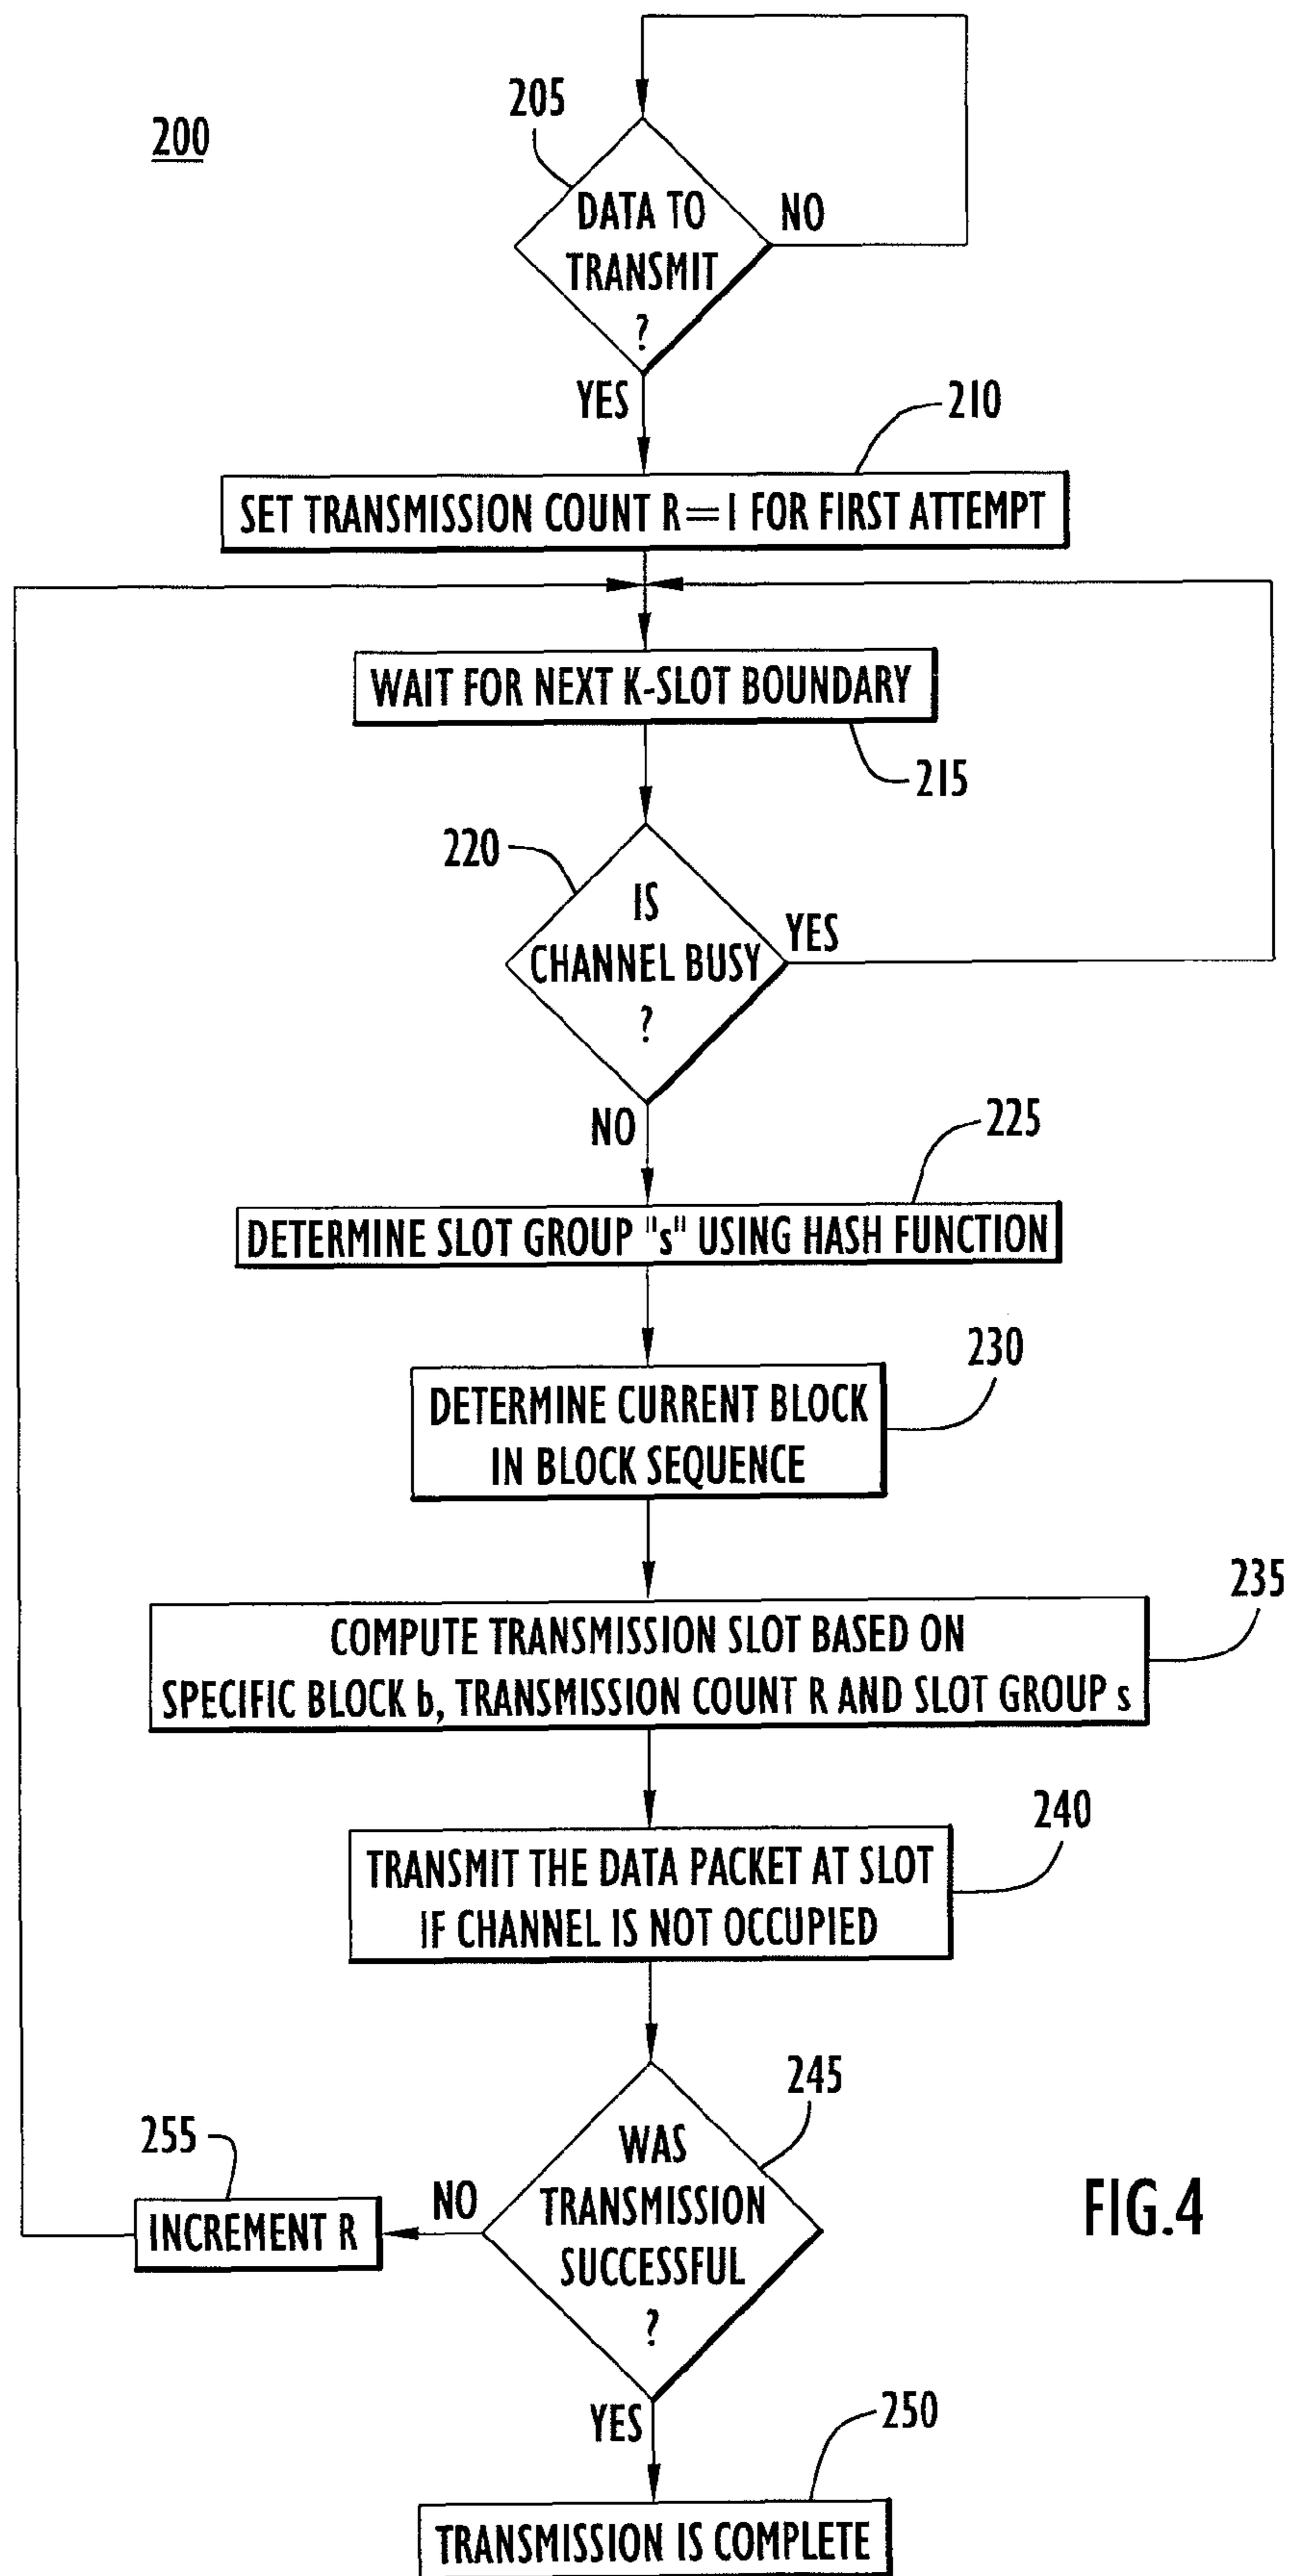 200
205
DATA TO
TRANSMIT
?
NO
YES
210
SET TRANSMISSION COUNT R=1 FOR FIRST ATTEMPT
WAIT FOR NEXT K-SLOT BOUNDARY
215
220
IS
CHANNEL BUSY
?
YES
NO
225
DETERMINE SLOT GROUP "s" USING HASH FUNCTION
230
DETERMINE CURRENT BLOCK
IN BLOCK SEQUENCE
235
COMPUTE TRANSMISSION SLOT BASED ON
SPECIFIC BLOCK b, TRANSMISSION COUNT R AND SLOT GROUP s
240
TRANSMIT THE DATA PACKET AT SLOT
IF CHANNEL IS NOT OCCUPIED
245
WAS
TRANSMISSION
SUCCESSFUL
?
NO
255
INCREMENT R
YES
250
TRANSMISSION IS COMPLETE
FIG.4